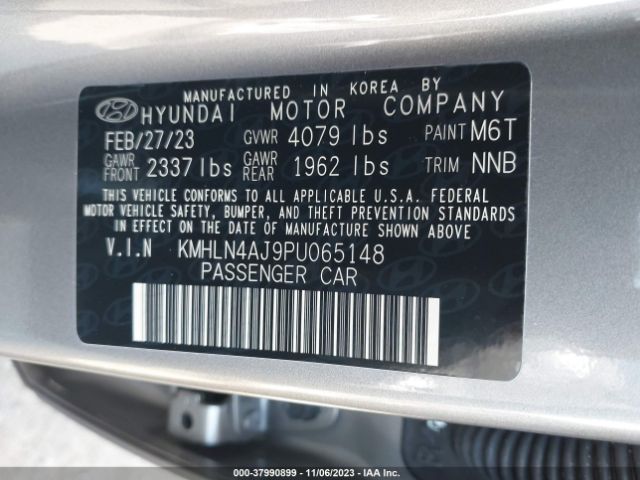 MANUFACTURED IN KOREA BY
HYUNDAI MOTOR COMPANY
FEB/27/23 GVWR 4079 lbs PAINT M6T
GAWR FRONT 2337 lbs GAWR REAR 1962 lbs TRIM NNB
THIS VEHICLE CONFORMS TO ALL APPLICABLE U.S.A. FEDERAL
MOTOR VEHICLE SAFETY, BUMPER, AND THEFT PREVENTION STANDARDS
IN EFFECT ON THE DATE OF MANUFACTURE SHOWN ABOVE
V.I.N KMHLN4AJ9PU065148
PASSENGER CAR
000-37990899 | 11/06/2023 | IAA Inc.